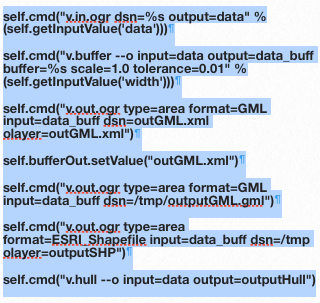 self.cmd("v.in.ogr dsn=%s output=data" %
(self.getInputValue('data')))¶
self.cmd("v.buffer --o input=data output=data_buff
buffer=%s scale=1.0 tolerance=0.01" %
(self.getInputValue('width')))¶
self.cmd("v.out.ogr type=area format=GML
input=data_buff dsn=outGML.xml
olayer=outGML.xml")¶
self.bufferOut.setValue("outGML.xml")¶
self.cmd("v.out.ogr type=area format=GML
input=data_buff dsn=/tmp/outputGML.gml")¶
self.cmd("v.out.ogr type=area
format=ESRI_Shapefile input=data_buff dsn=/tmp
olayer=outputSHP")¶
self.cmd("v.hull --o input=data output=outputHull")